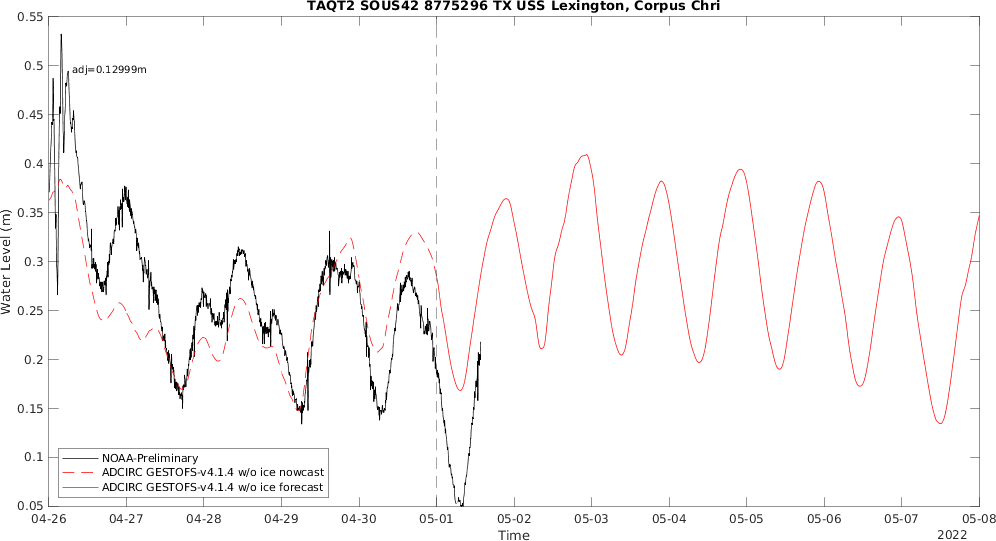 TAQT2 SOUS42 8775296 TX USS Lexington, Corpus Chri
0.55
0.5
0.45
0.4
0.35
0.3
0.25
0.2
0.15
0.1
0.05
Water Level (m)
adj=0.12999m
NOAA-Preliminary
ADCIRC GESTOFS-v4.1.4 w/o ice nowcast
ADCIRC GESTOFS-v4.1.4 w/o ice forecast
04-26 04-27 04-28 04-29 04-30 05-01 05-02 05-03 05-04 05-05 05-06 05-07 05-08
Time
2022